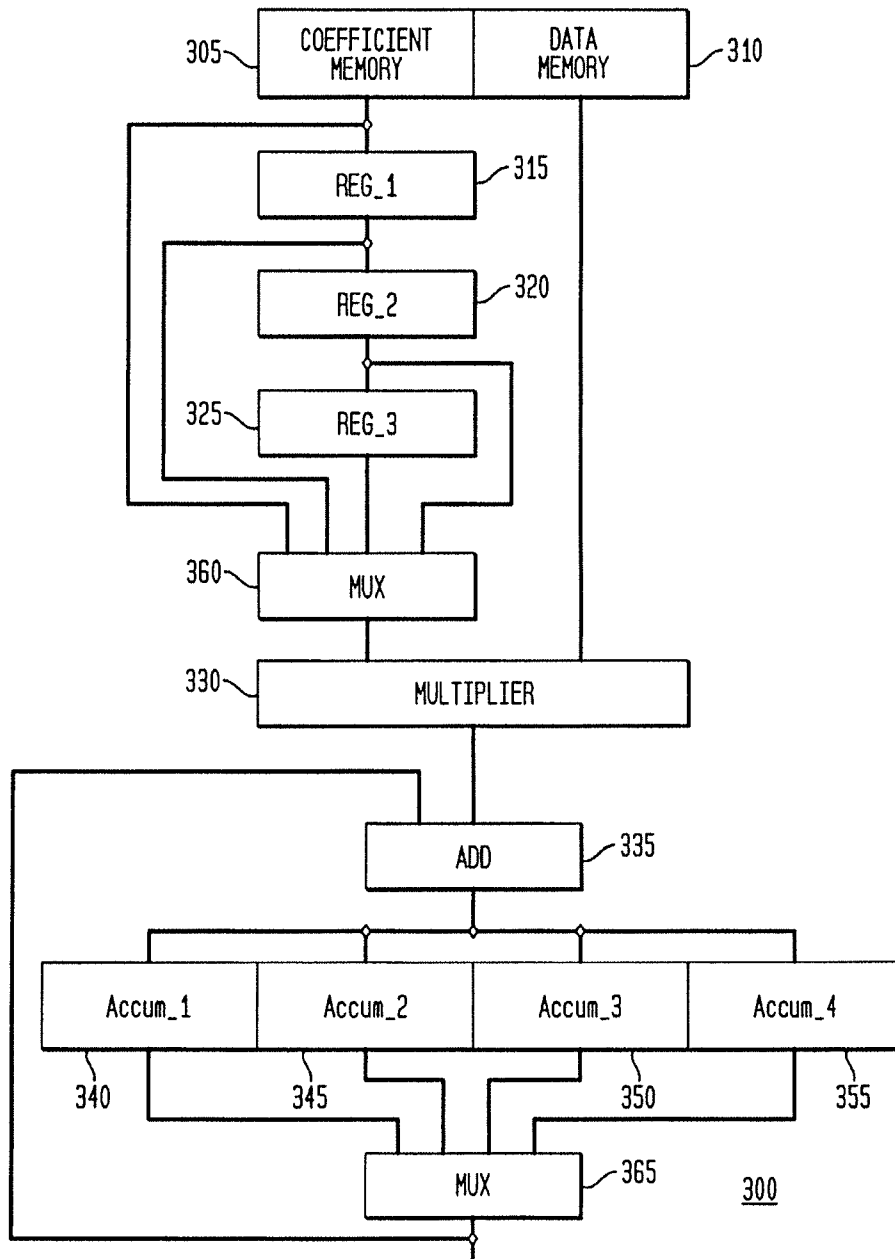 305
COEFFICIENT
MEMORY
DATA
MEMORY
310
REG_1
315
REG_2
320
325
REG_3
360
MUX
330
MULTIPLIER
ADD
335
Accum_1
Accum_2
Accum_3
Accum_4
340
345
350
355
MUX
365
300